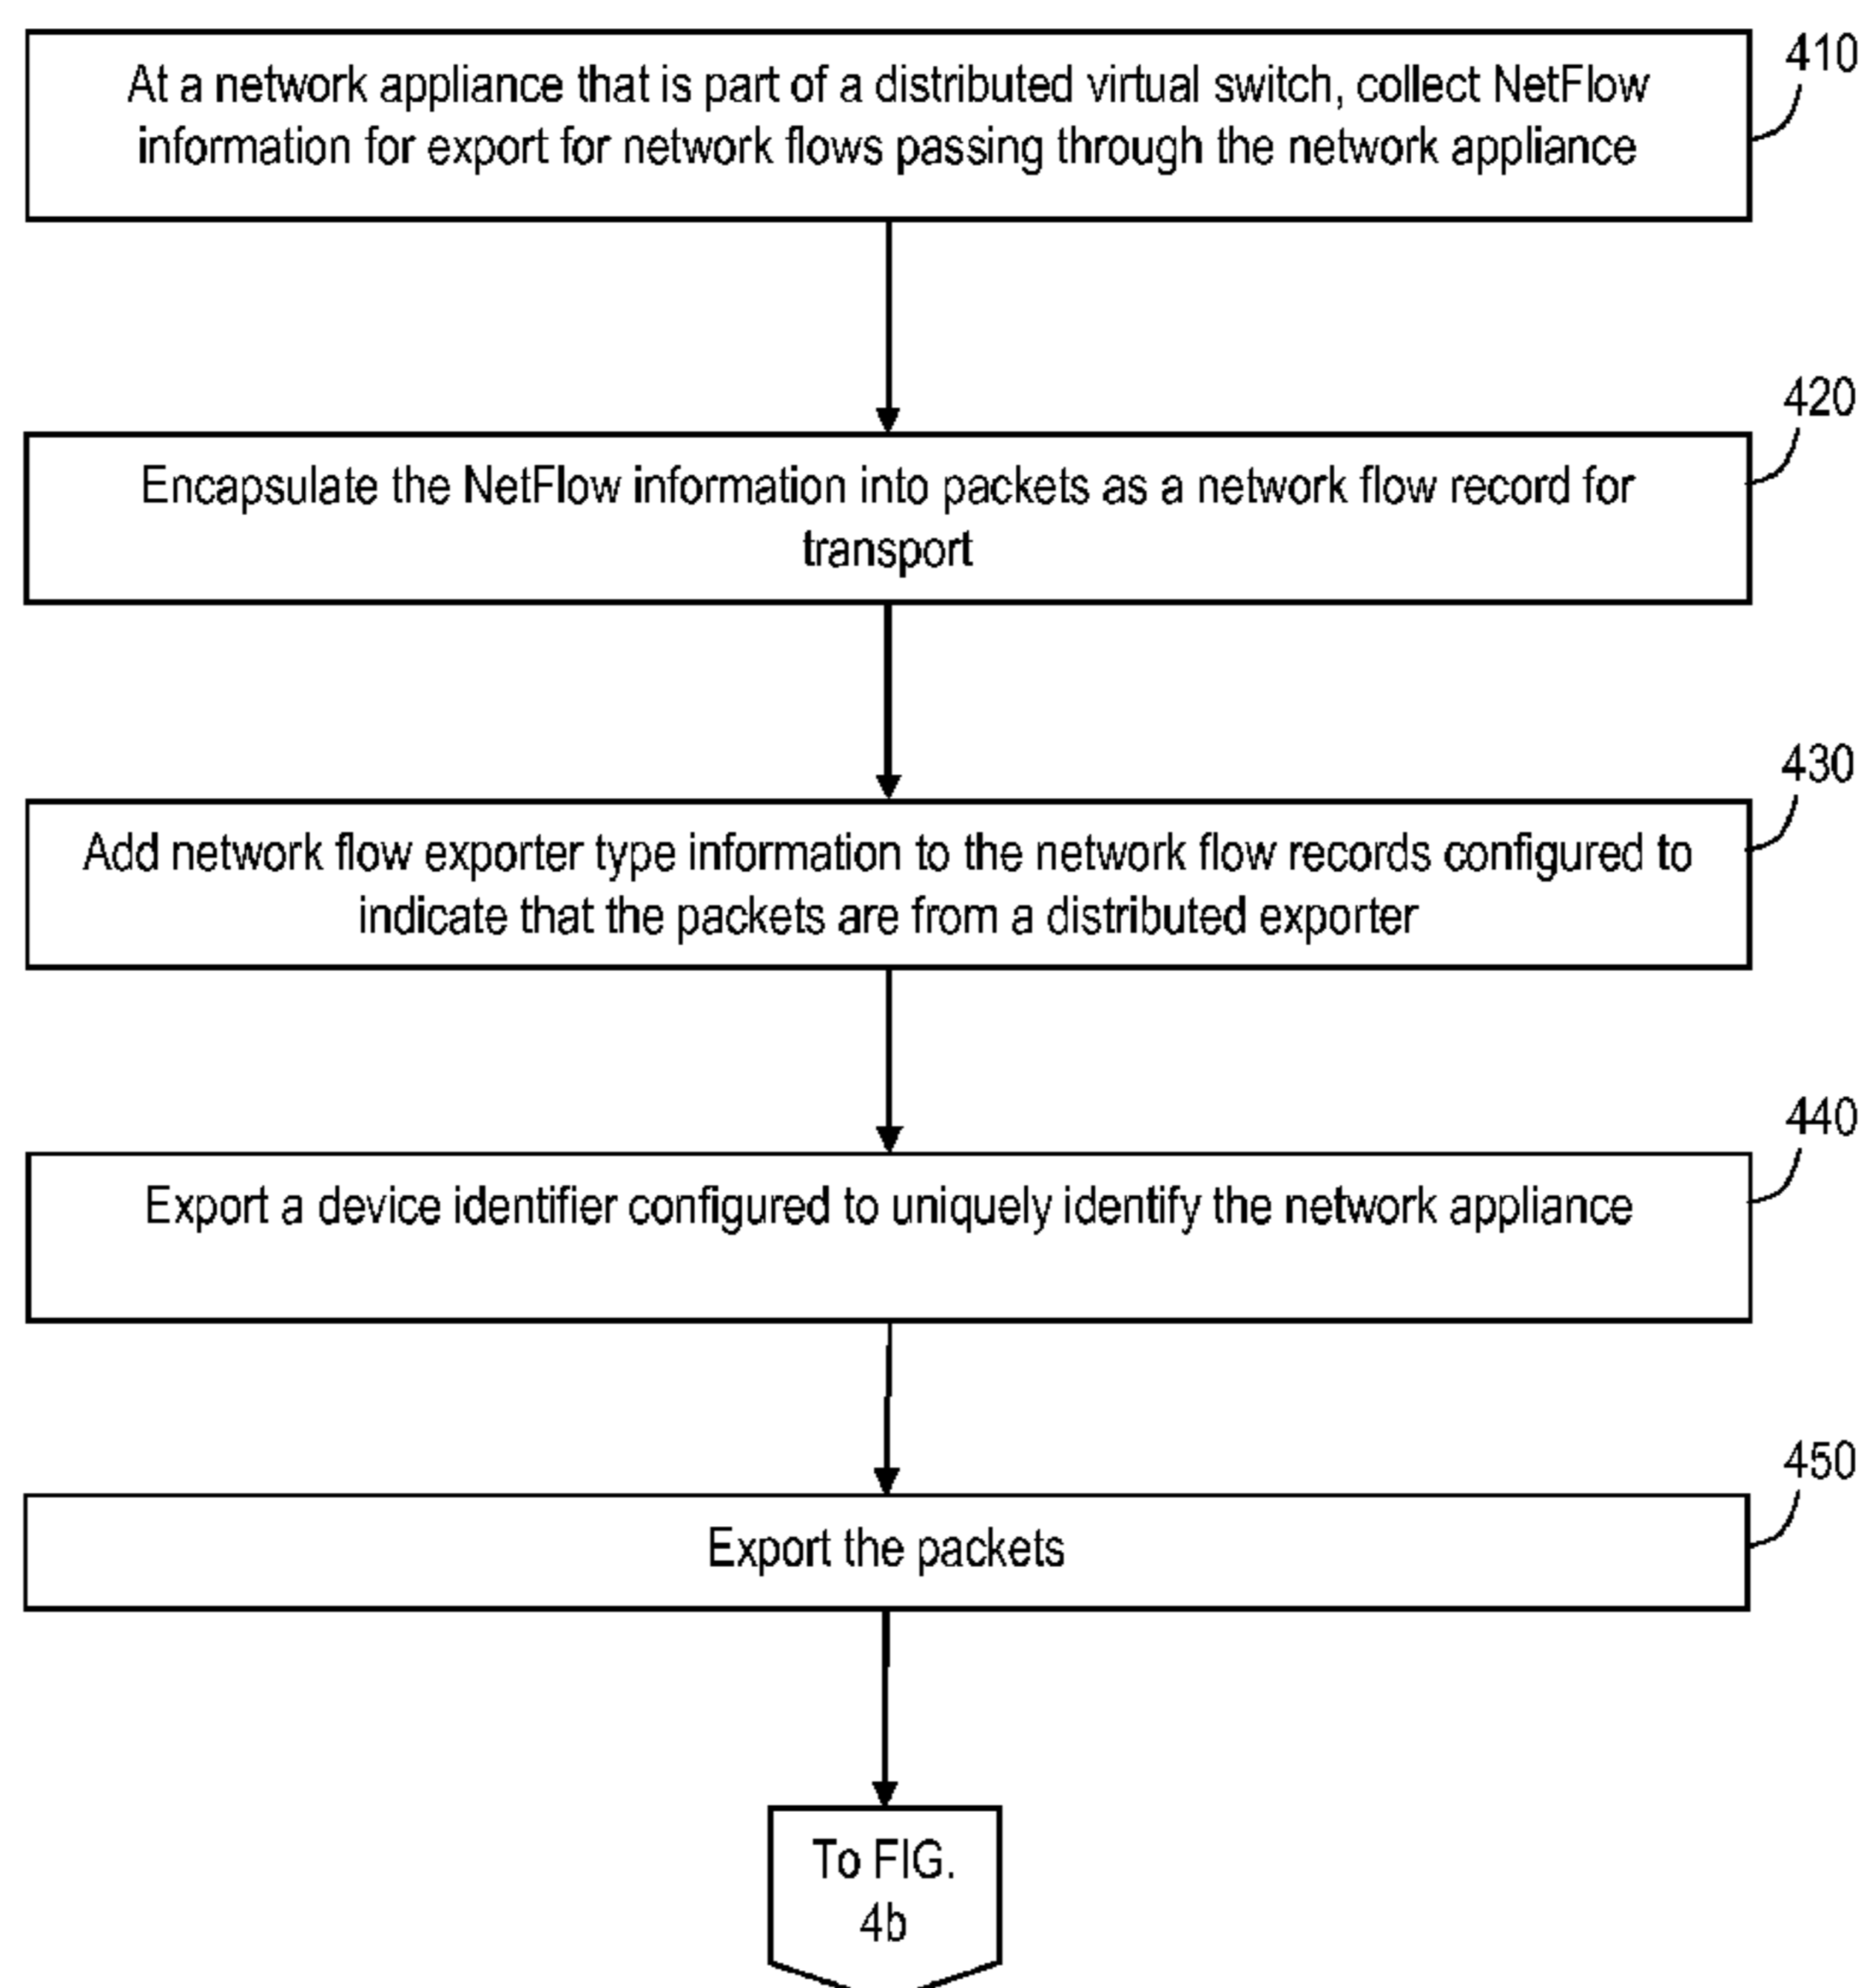 410
At a network appliance that is part of a distributed virtual switch, collect NetFlow
information for export for network flows passing through the network appliance
420
Encapsulate the NetFlow information into packets as a network flow record for
transport
430
Add network flow exporter type information to the network flow records configured to
indicate that the packets are from a distributed exporter
440
Export a device identifier configured to uniquely identify the network appliance
450
Export the packets
To FIG.
4b